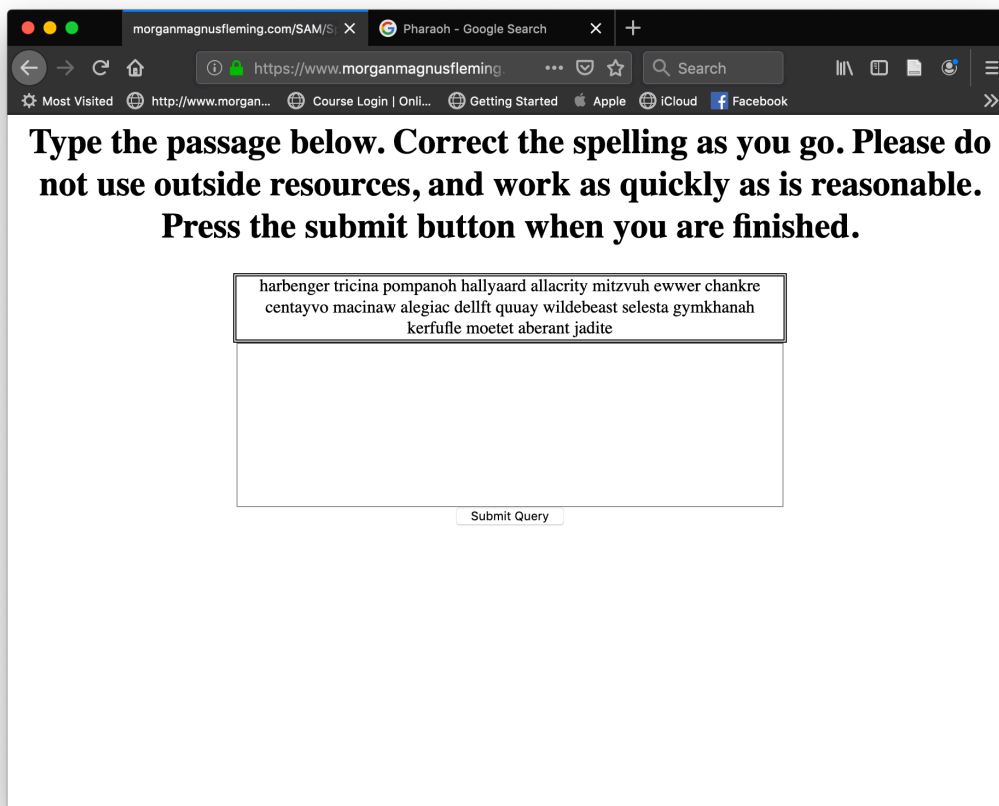 morganmagnusfleming.com/SAM/S
Pharaoh - Google Search
https://www.morganmagnusfleming.
Search
Most Visited
http://www.morgan...
Course Login | Onli...
Getting Started
Apple
iCloud
Facebook
Type the passage below. Correct the spelling as you go. Please do
not use outside resources, and work as quickly as is reasonable.
Press the submit button when you are finished.
harbenger tricina pompanoh hallyaard allacrity mitzvuh ewwer chankre
centayvo macinaw alegiac dellft quuay wildebeast selesta gymkhanah
kerfufle moetet aberant jadite
Submit Query